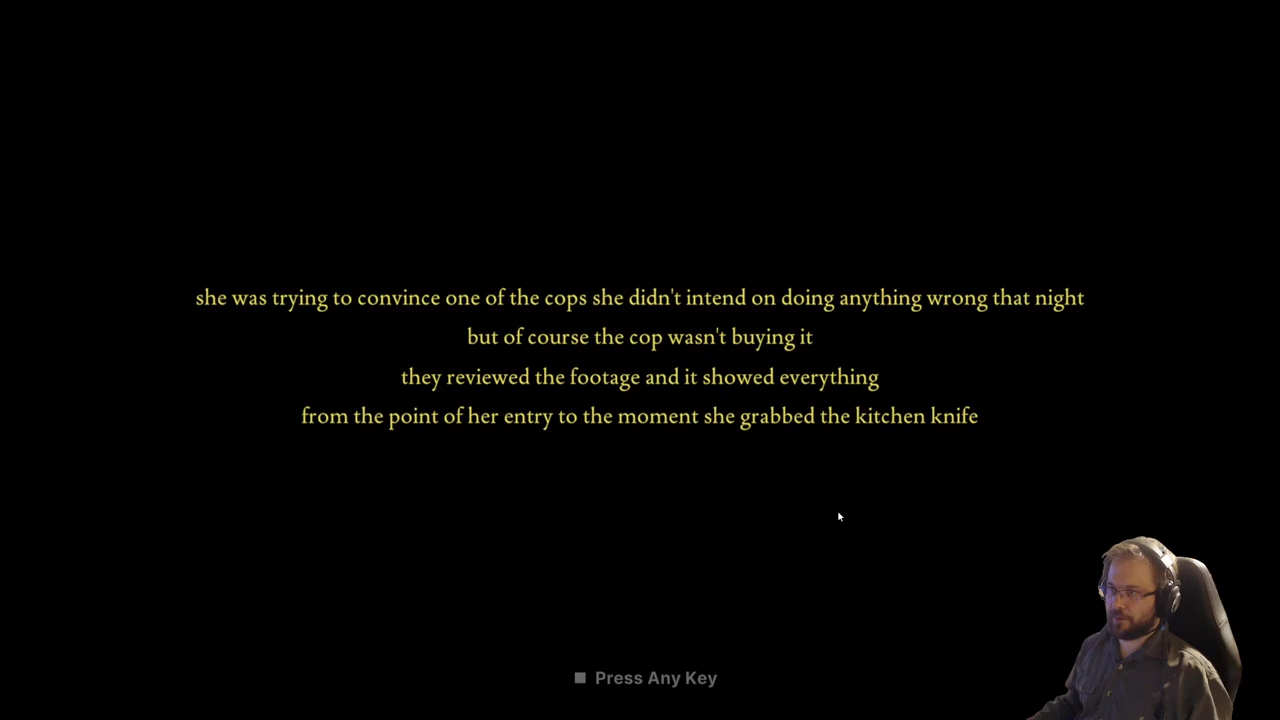 she was trying to convince one of the cops she didn't intend on doing anything wrong that night
but of course the cop wasn't buying it
they reviewed the footage and it showed everything
from the point of her entry to the moment she grabbed the kitchen knife
Press Any Key